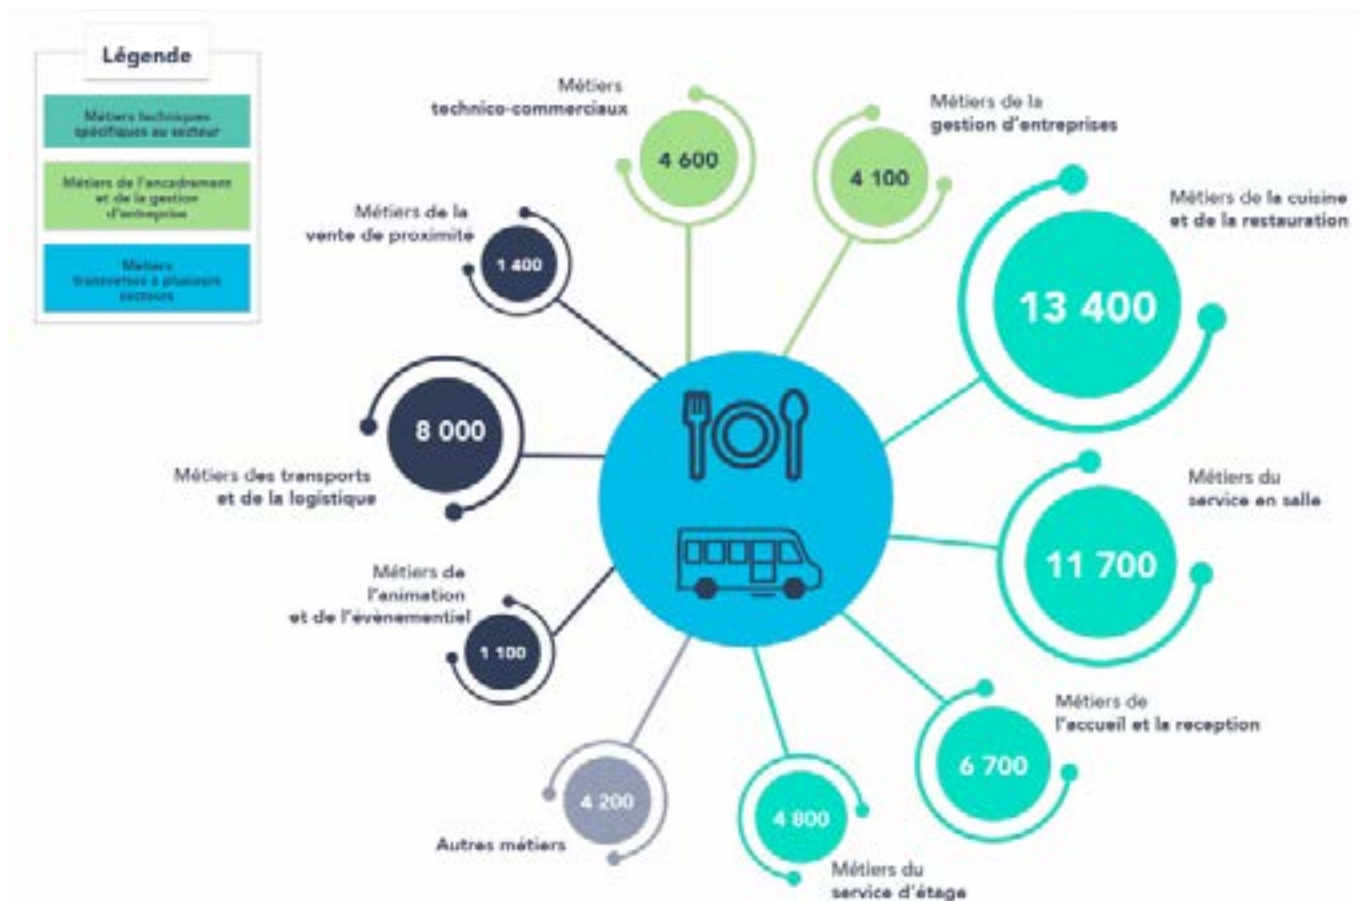 Légende
Métiers techniques
spécifiques au secteur
Métiers de l'encadrement
et de la gestion
d'entreprise
Métiers
transverses à plusieurs
secteurs
Métiers
technico-commerciaux
4 600
Métiers de la
gestion d'entreprises
4 100
Métiers de la cuisine
et de la restauration
13 400
Métiers de la
vente de proximité
1 400
8 000
Métiers des transports
et de la logistique
Métiers du
service en salle
11 700
Métiers de
l'animation
et de l'évènementiel
1 100
Métiers de
l'accueil et la reception
6 700
4 200
Autres métiers
4 800
Métiers du
service d'étage